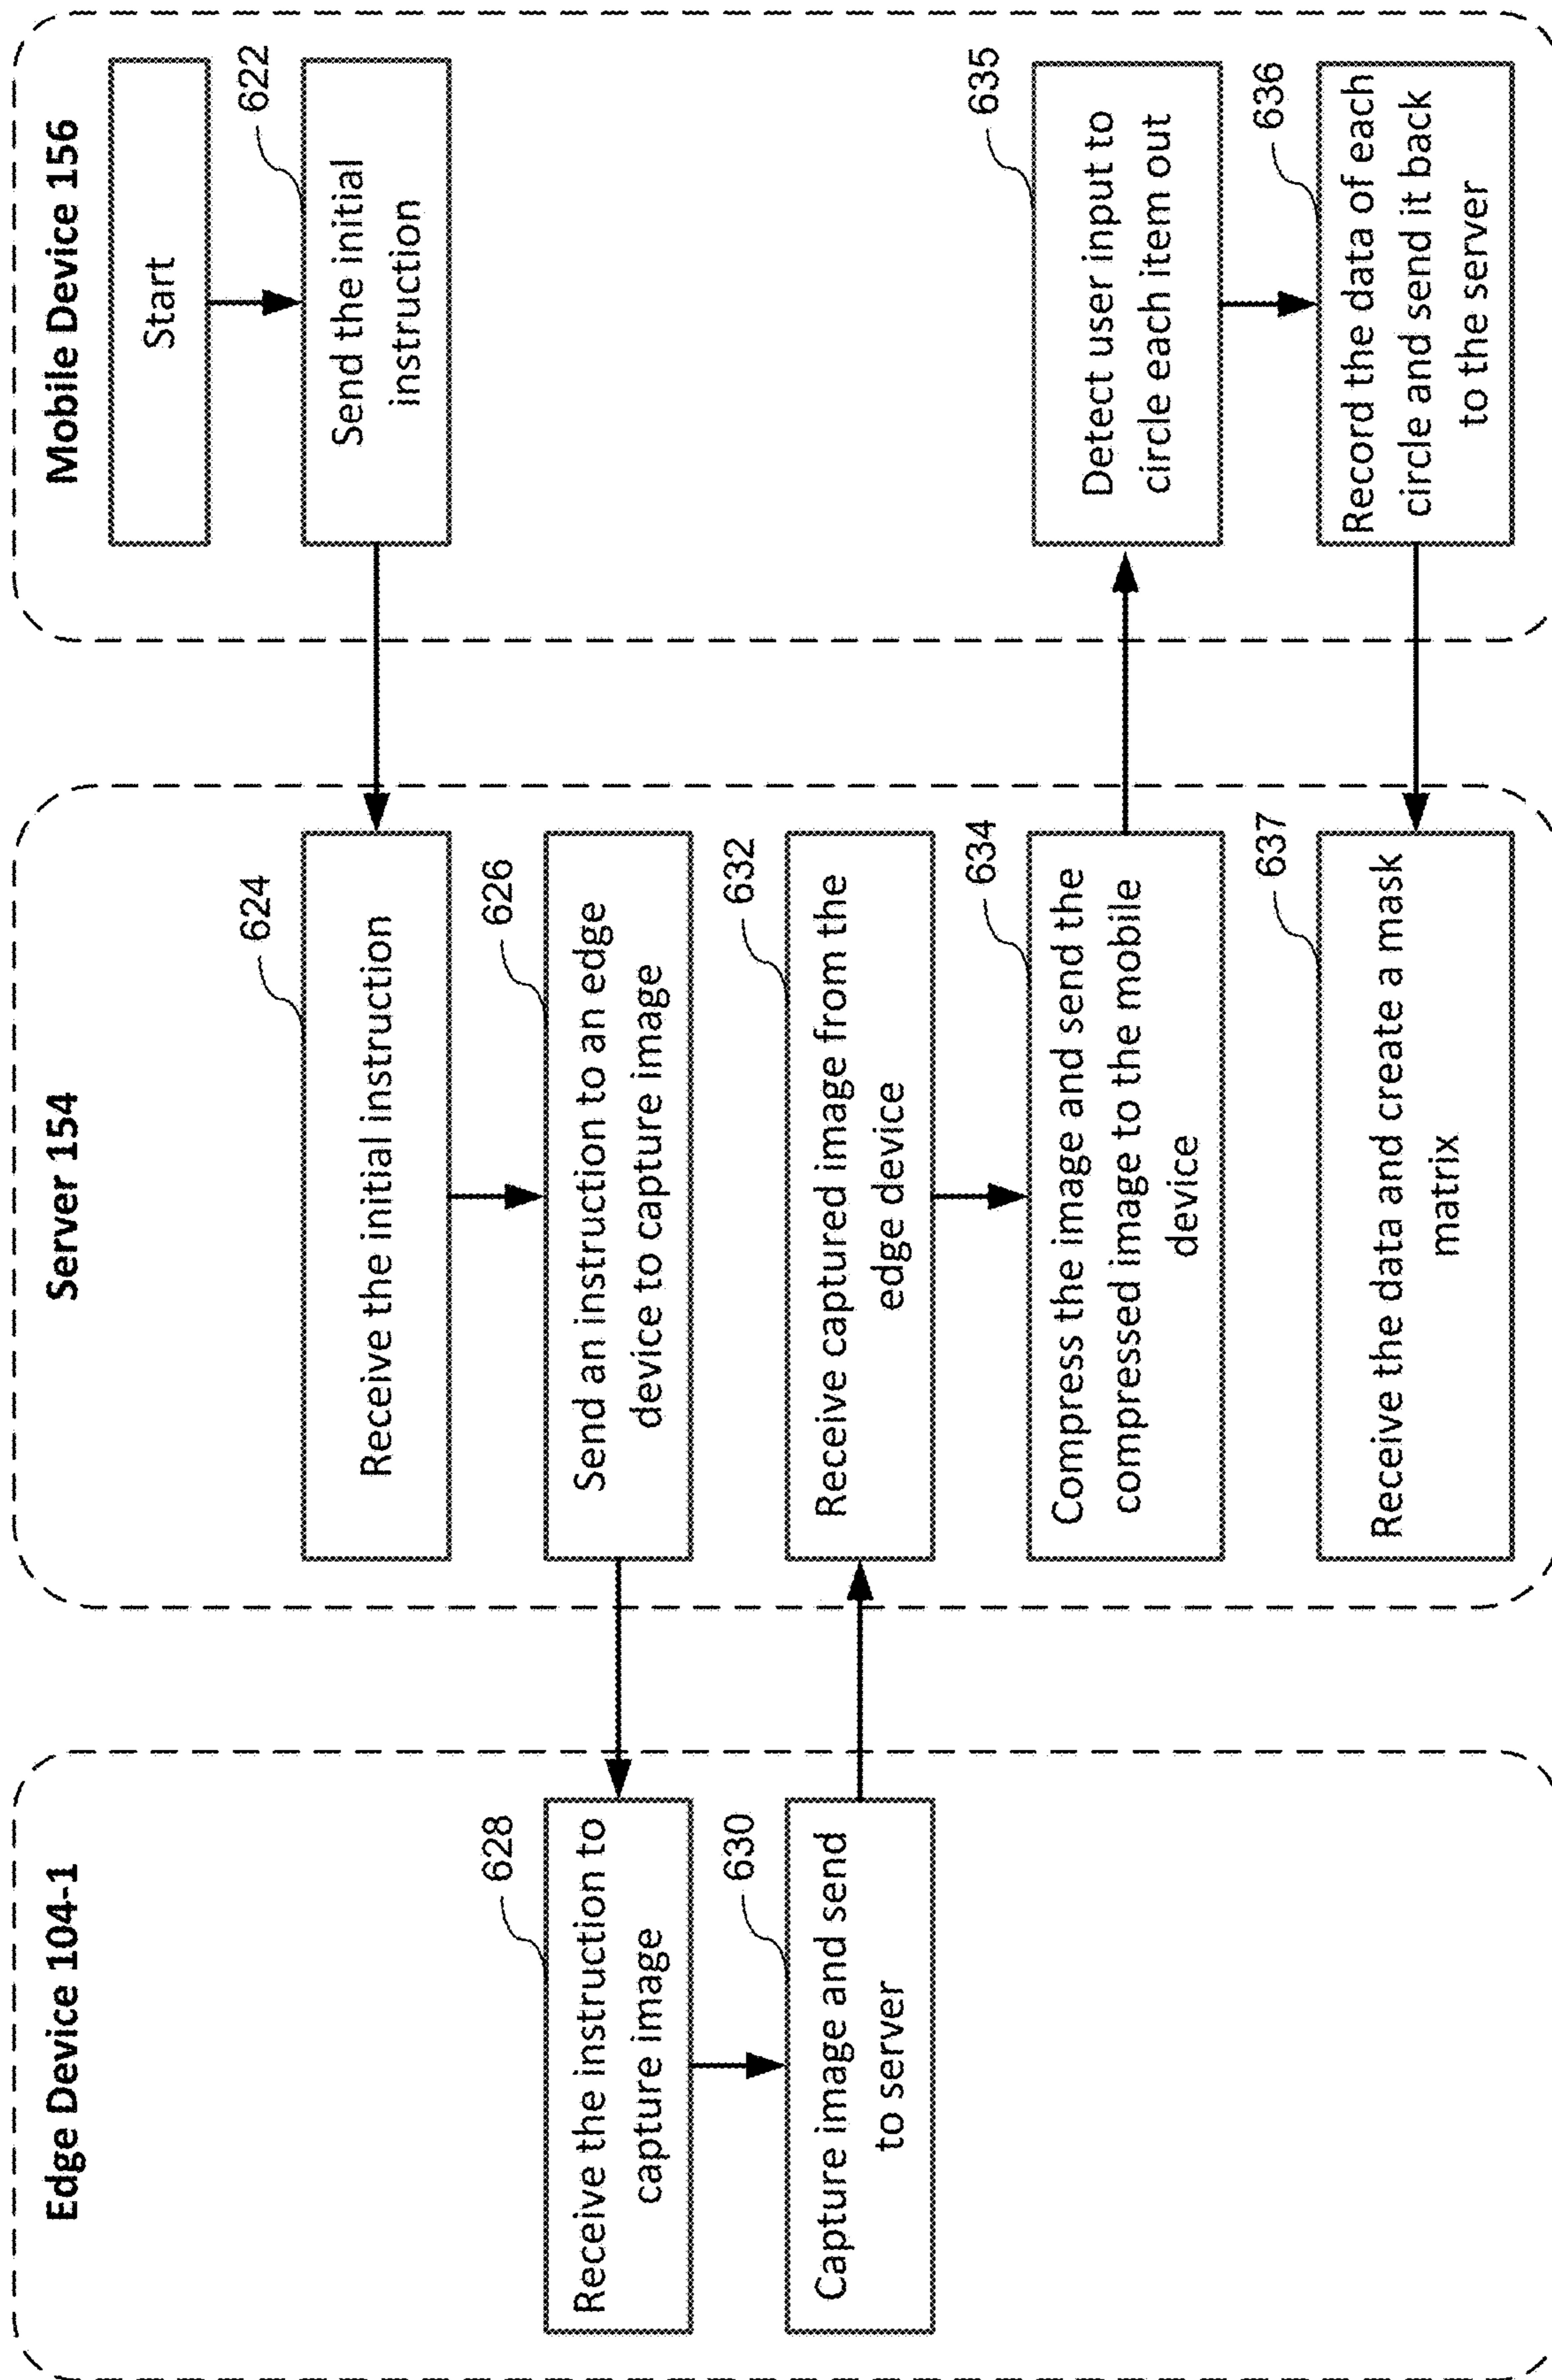 Edge Device 104-1
628
Receive the instruction to
capture image
630
Capture image and send
to server
Server 154
624
Receive the initial instruction
626
Send an instruction to an edge
device to capture image
632
Receive captured image from the
edge device
634
Compress the image and send the
compressed image to the mobile
device
637
Receive the data and create a mask
matrix
Mobile Device 156
Start
622
Send the initial
instruction
635
Detect user input to
circle each item out
636
Record the data of each
circle and send it back
to the server